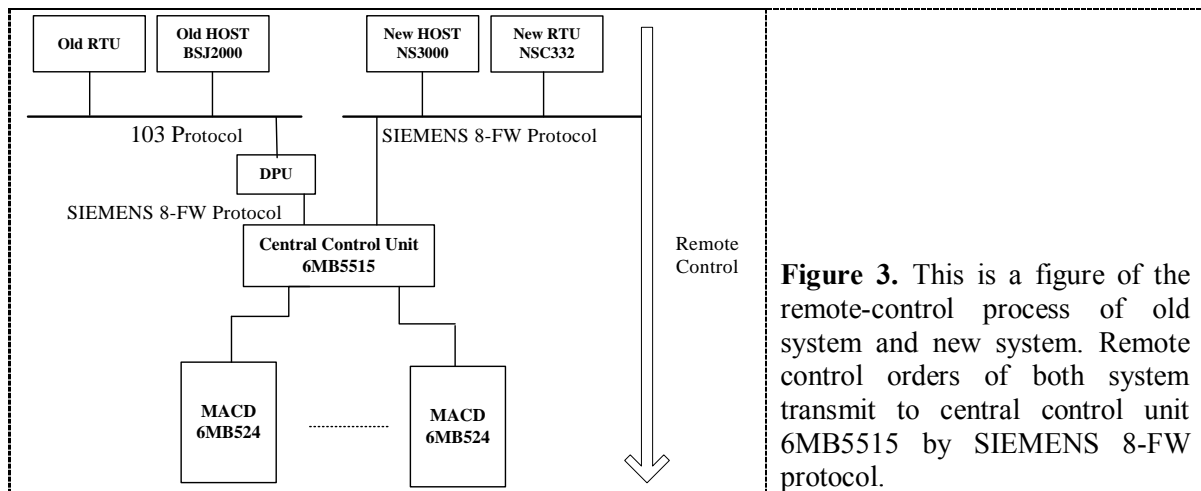 Old RTU
Old HOST
BSJ2000
New HOST
NS3000
New RTU
NSC332
103 Protocol
SIEMENS 8-FW Protocol
DPU
SIEMENS 8-FW Protocol
Central Control Unit
6MB5515
Remote
Control
MACD
6MB524
MACD
6MB524
Figure 3. This is a figure of the
remote-control process of old
system and new system. Remote
control orders of both system
transmit to central control unit
6MB5515 by SIEMENS 8-FW
protocol.